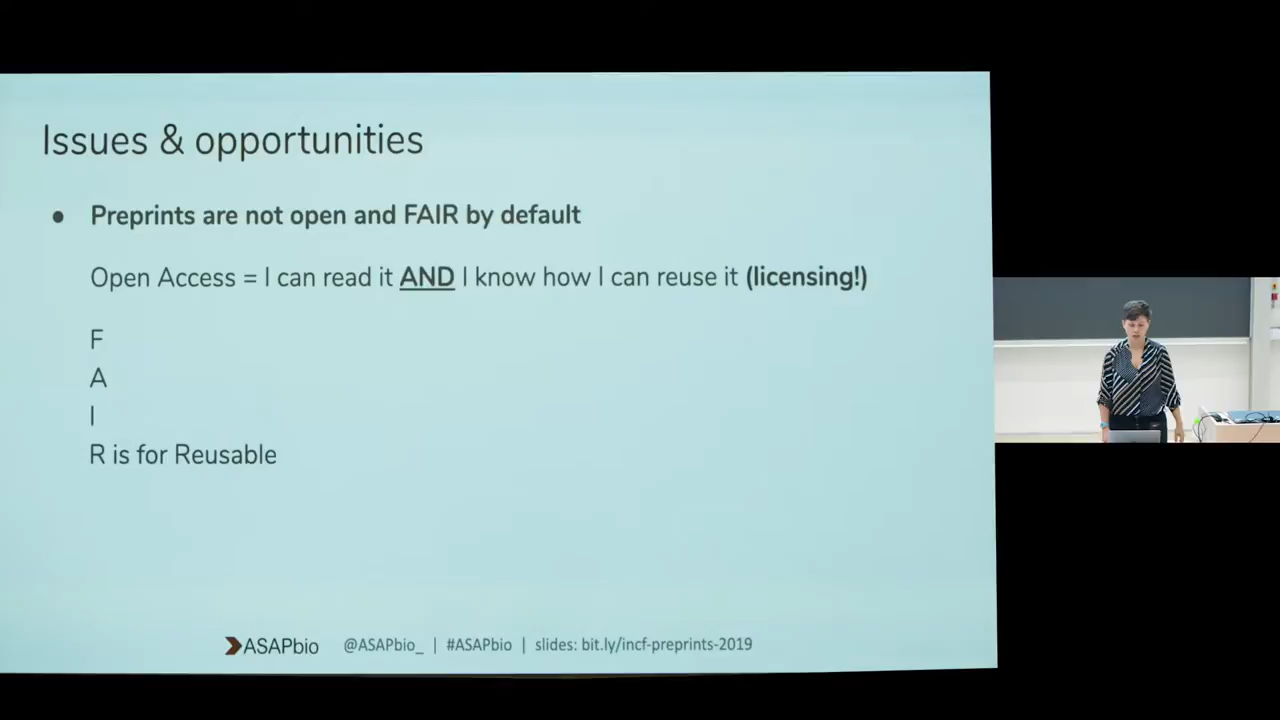 Issues & opportunities
● Preprints are not open and FAIR by default
Open Access = I can read it AND I know how I can reuse it (licensing!)
F
A
I
R is for Reusable
ASAPbio @ASAPbio_ | #ASAPbio | slides: bit.ly/incf-preprints-2019